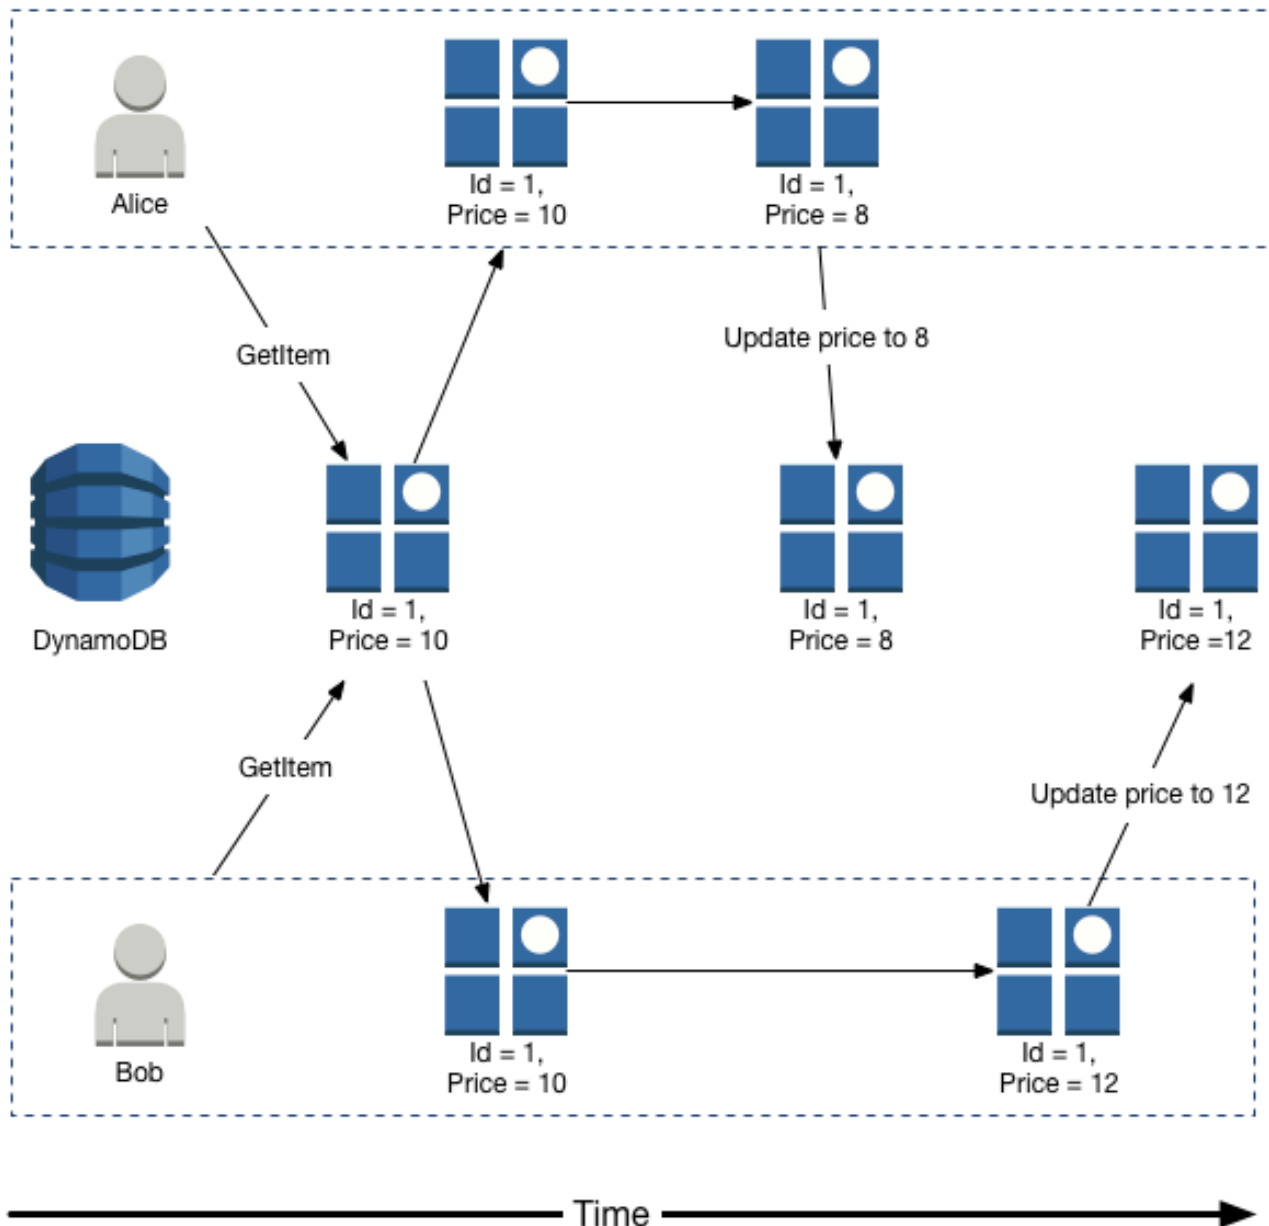 Id = 1,
Price = 10
Id = 1,
Price = 8
Alice
GetItem
Update price to 8
DynamoDB
Id = 1,
Price = 10
Id = 1,
Price = 8
Id = 1,
Price =12
GetItem
Update price to 12
Bob
Id = 1,
Price = 10
Id = 1,
Price = 12
Time